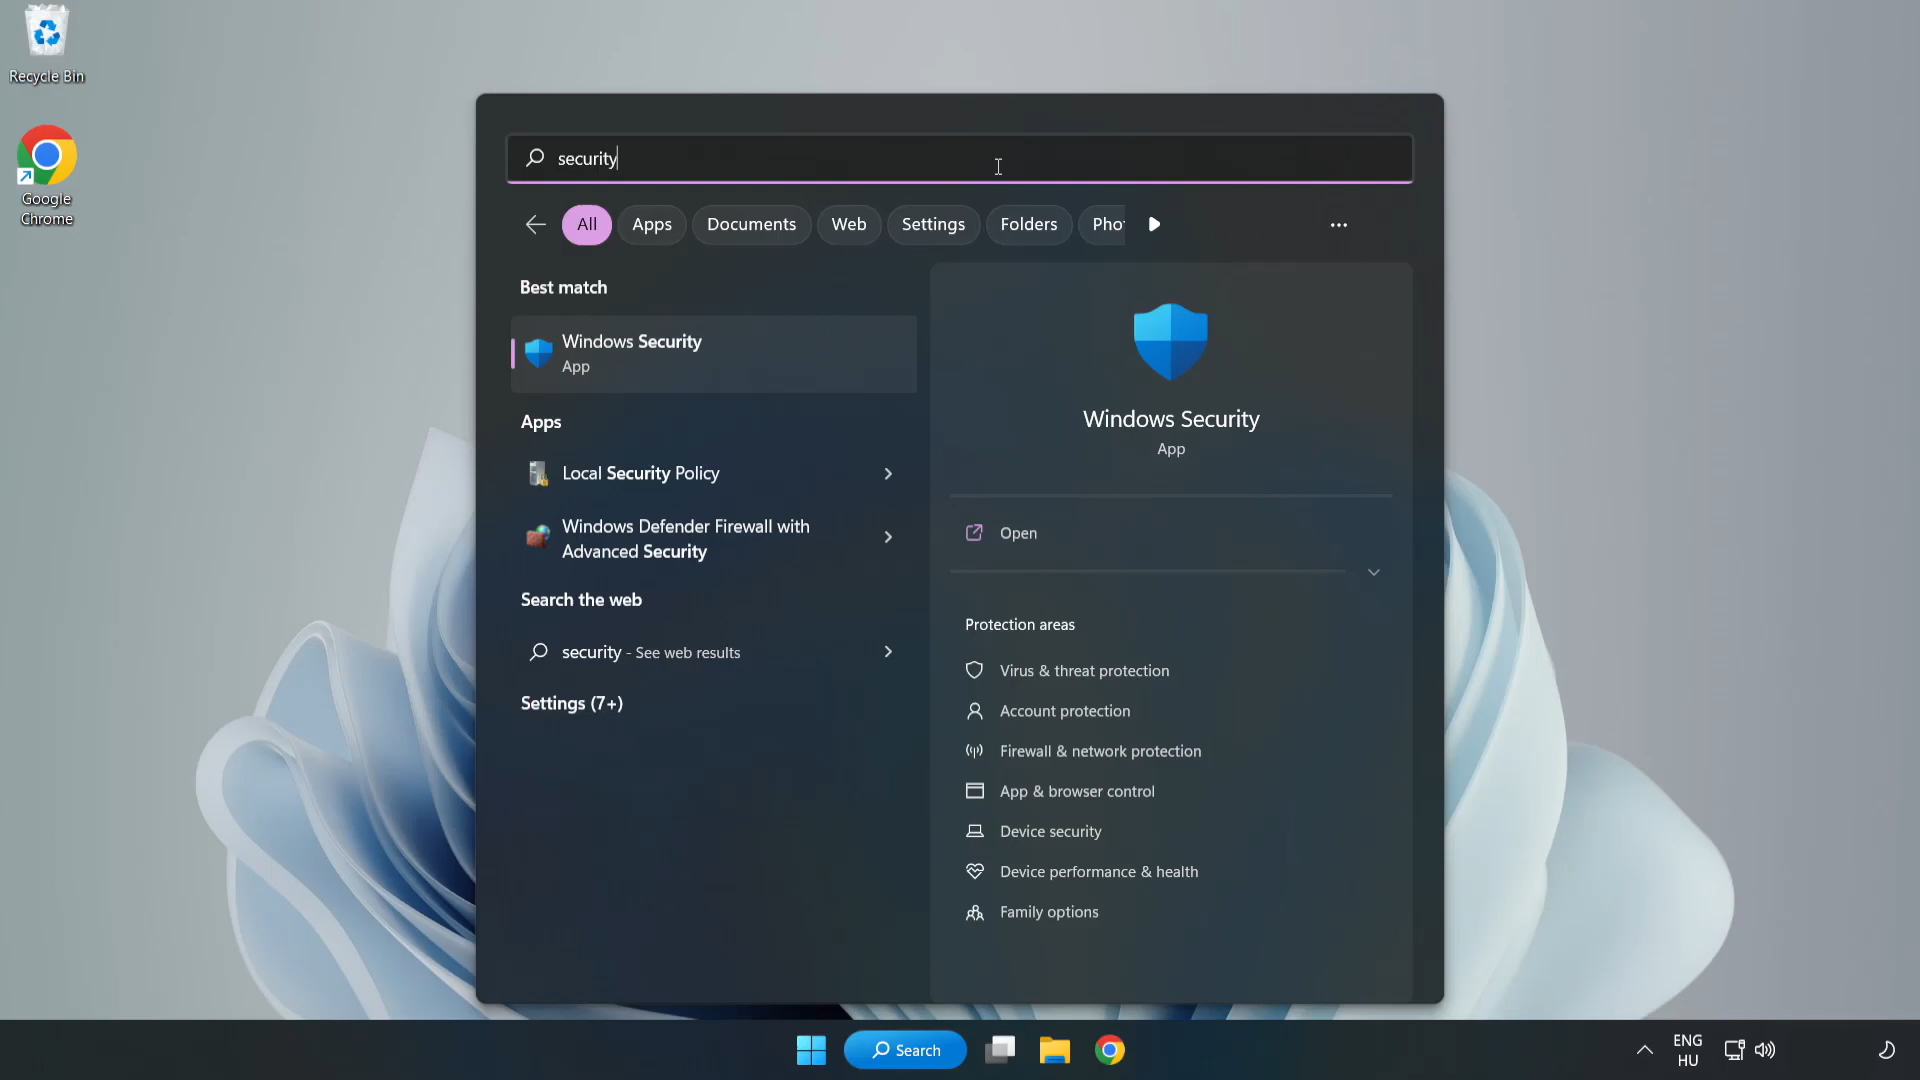 Recycle Bin
Google
Chrome
security
All
Apps
Documents
Web
Settings
Folders
Phot
Best match
Windows Security
App
Apps
Local Security Policy
Windows Defender Firewall with
Advanced Security
Search the web
security - See web results
Settings (7+)
Windows Security
App
Open
Protection areas
Virus & threat protection
Account protection
Firewall & network protection
App & browser control
Device security
Device performance & health
Family options
Search
ENG
HU